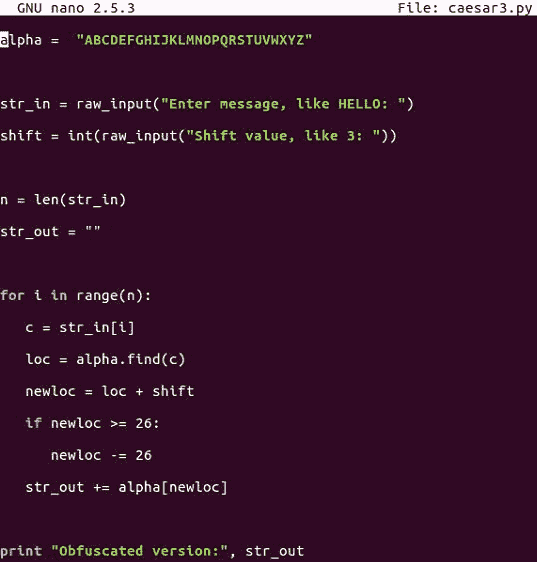 GNU nano 2.5.3 File: caesar3.py
alpha =  "ABCDEFGHIJKLMNOPQRSTUVWXYZ"
str_in = raw_input("Enter message, like HELLO: ")
shift = int(raw_input("Shift value, like 3: "))
n = len(str_in)
str_out = ""
for i in range(n):
   c = str_in[i]
   loc = alpha.find(c)
   newloc = loc + shift
   if newloc >= 26:
      newloc -= 26
   str_out += alpha[newloc]
print "Obfuscated version:", str_out